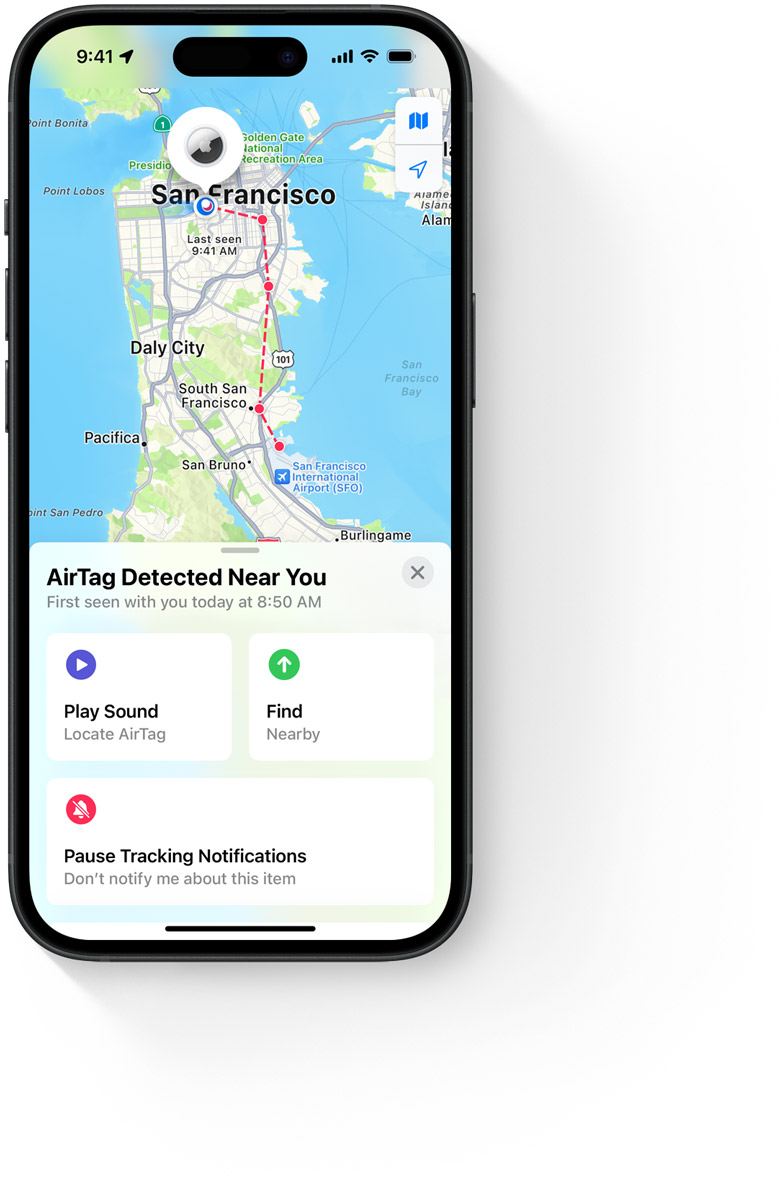 9:41
Point Bonita
1
Golden Gate
National
Recreation Area
Presidio
Point Lobos
San Francisco
Alame
Island
Alam
Last seen
9:41 AM
Daly City
101
San
Francisco
Bay
South San
Francisco
Pacifica
San Bruno
San Francisco
International
Airport (SFO)
oint San Pedro
Burlingame
AirTag Detected Near You
First seen with you today at 8:50 AM
Play Sound
Locate AirTag
Find
Nearby
Pause Tracking Notifications
Don’t notify me about this item